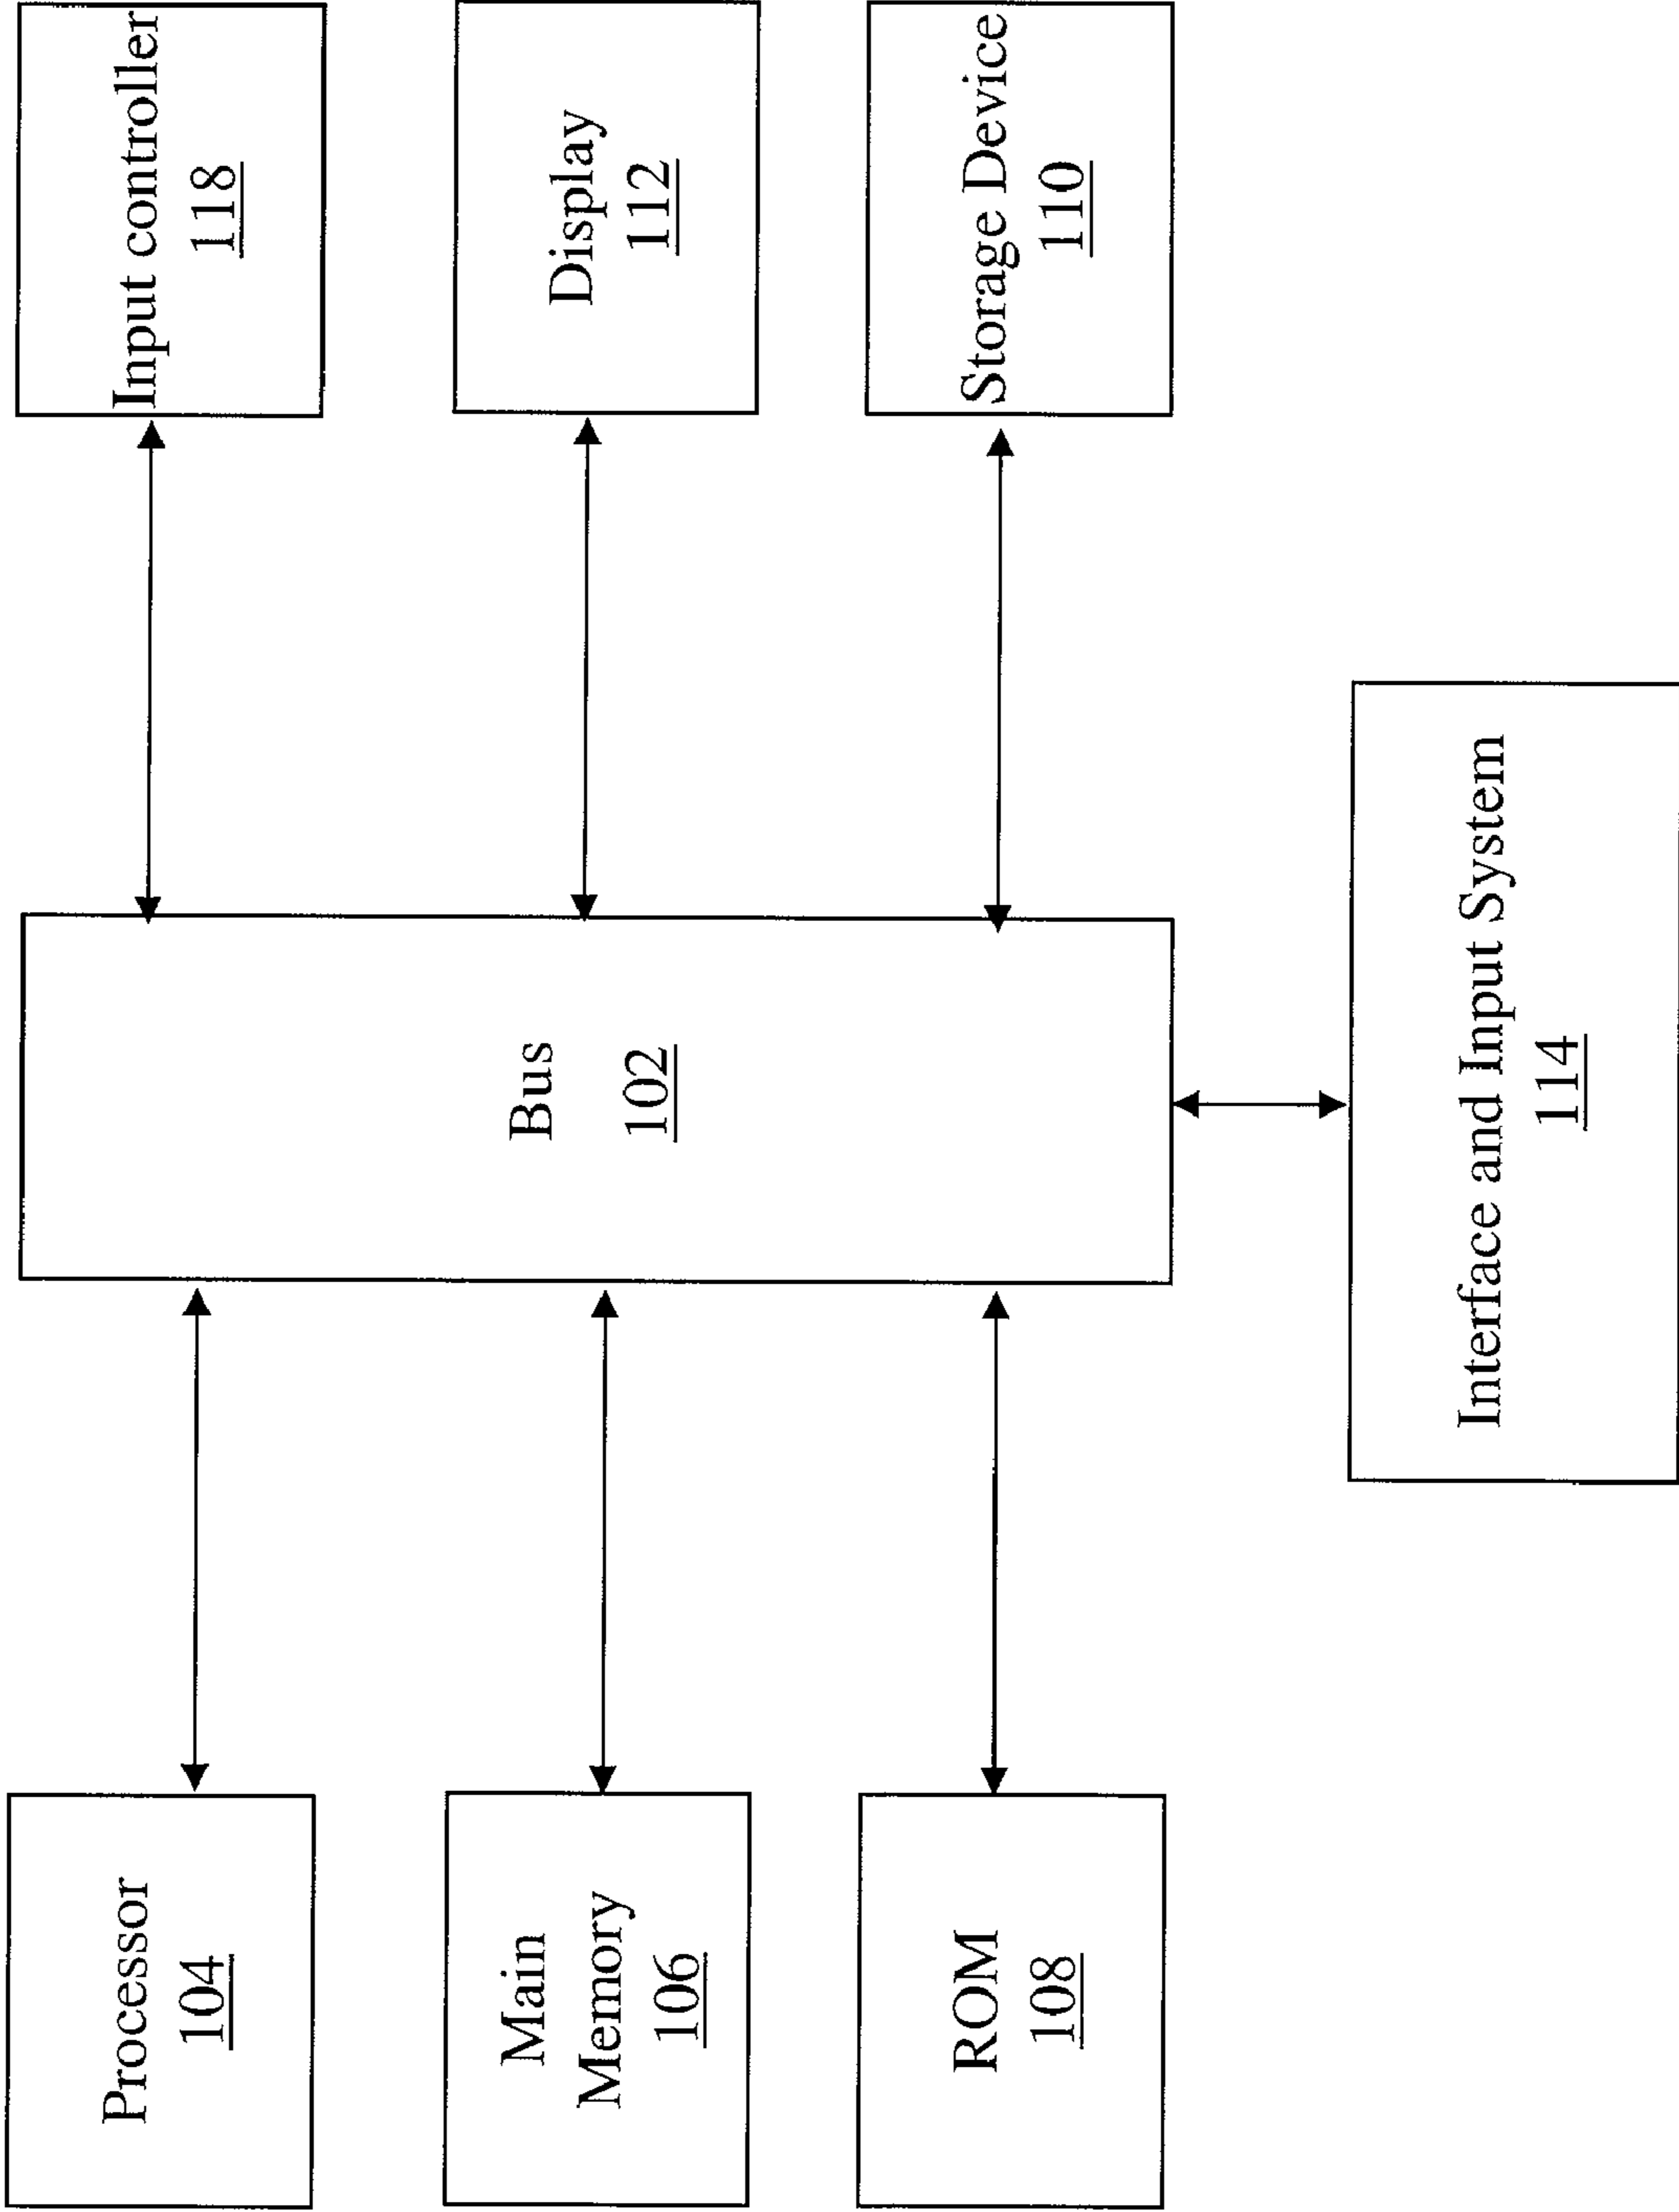 Processor
104
Main
Memory
106
ROM
108
Bus
102
Input controller
118
Display
112
Storage Device
110
Interface and Input System
114